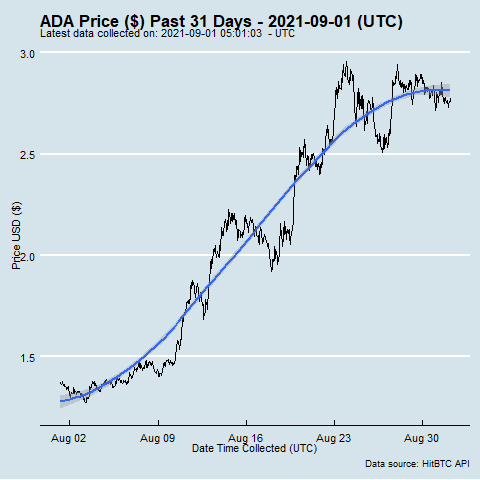 ADA Price ($) Past 31 Days - 2021-09-01 (UTC)
Latest data collected on: 2021-09-01 05:01:03 - UTC
3.0
2.5
2.0
1.5
Price USD ($)
Aug 02 Aug 09 Aug 16 Aug 23 Aug 30
Date Time Collected (UTC)
Data source: HitBTC API